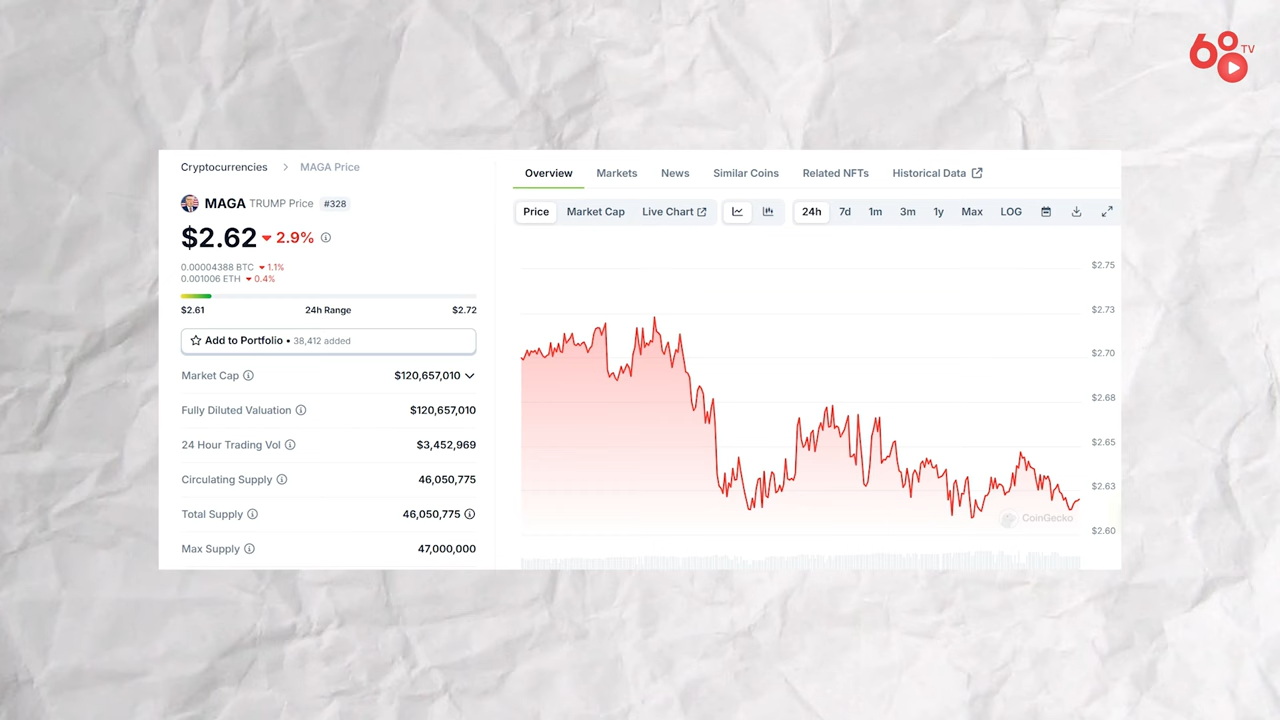 68 TV
Cryptocurrencies > MAGA Price
MAGA TRUMP Price #328
$2.62 2.9%
0.00004388 BTC 1.1%
0.001006 ETH 0.4%
$2.61 24h Range $2.72
Add to Portfolio • 38,412 added
Market Cap $120,657,010
Fully Diluted Valuation $120,657,010
24 Hour Trading Vol $3,452,969
Circulating Supply 46,050,775
Total Supply 46,050,775
Max Supply 47,000,000
Overview Markets News Similar Coins Related NFTs Historical Data
Price Market Cap Live Chart 24h 7d 1m 3m 1y Max LOG
$2.75
$2.73
$2.70
$2.68
$2.65
$2.63
CoinGecko
$2.60